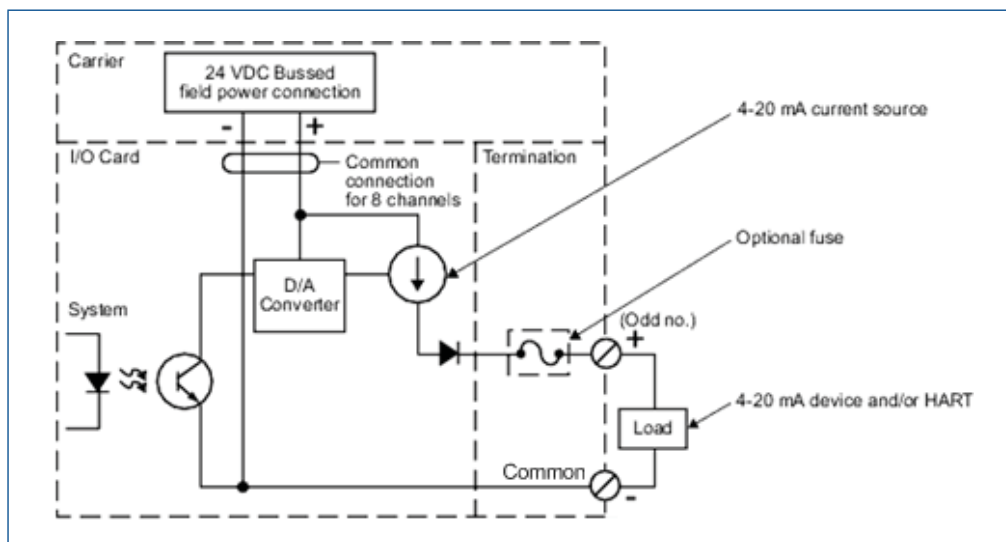 Carrier
24 VDC Bussed
field power connection
-
+
4-20 mA current source
I/O Card
Common
connection
for 8 channels
Termination
Optional fuse
D/A
Converter
System
(Odd no.)
+
4-20 mA device and/or HART
Load
Common
-